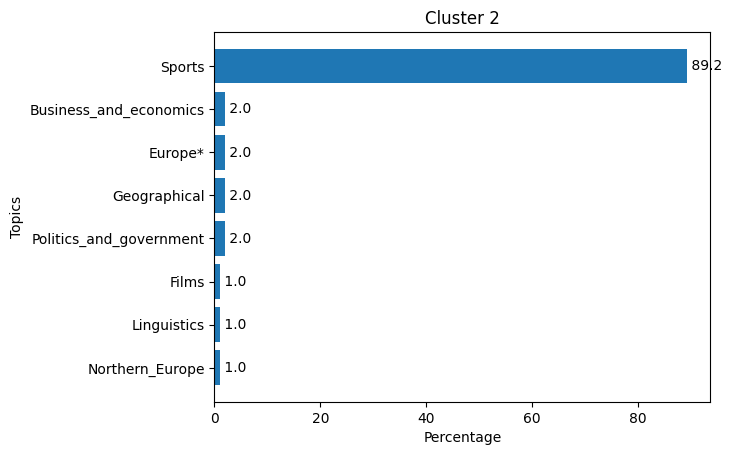 Cluster 2
Topics
Sports 89.2
Business_and_economics 2.0
Europe* 2.0
Geographical 2.0
Politics_and_government 2.0
Films 1.0
Linguistics 1.0
Northern_Europe 1.0
0 20 40 60 80
Percentage